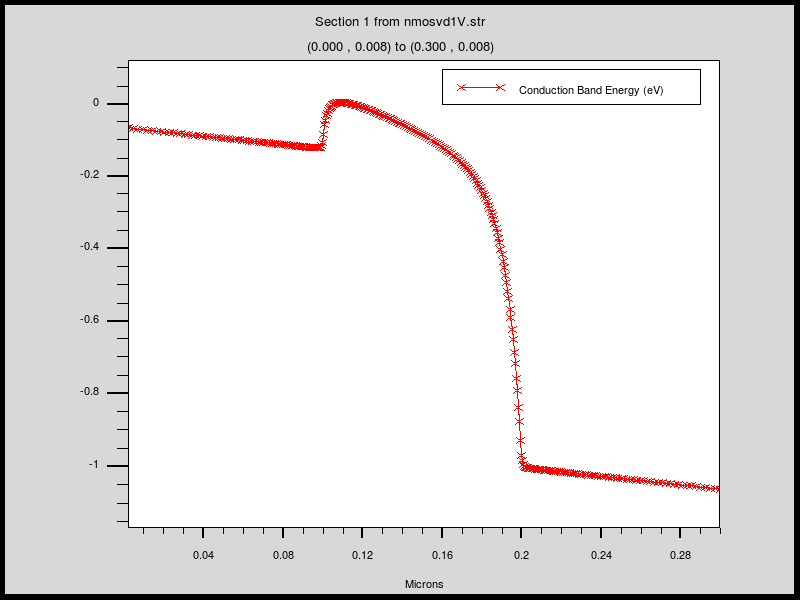 Section 1 from nmosvd1V.str
(0.000 , 0.008) to (0.300 , 0.008)
Conduction Band Energy (eV)
0
-0.2
-0.4
-0.6
-0.8
-1
0.04 0.08 0.12 0.16 0.2 0.24 0.28
Microns